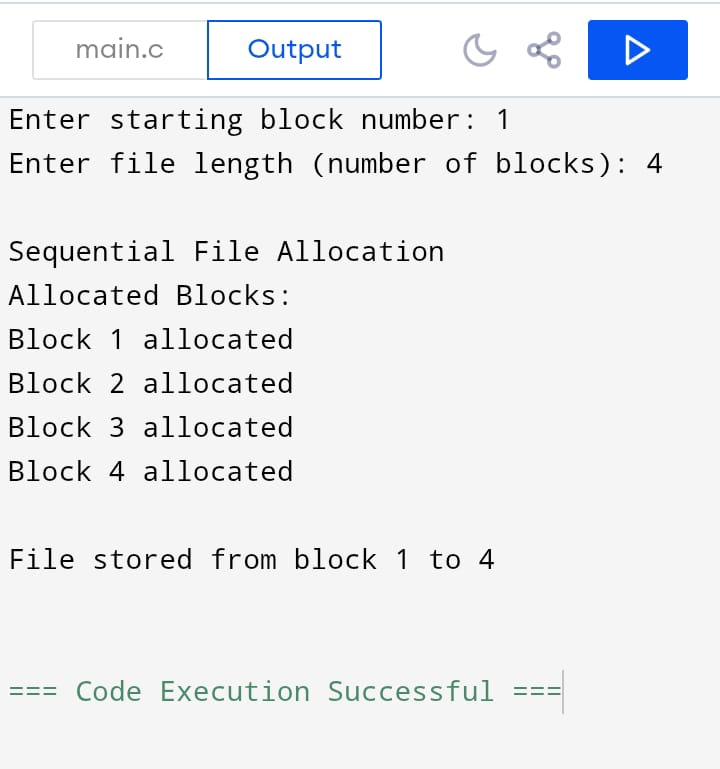 main.c Output
Enter starting block number: 1
Enter file length (number of blocks): 4
Sequential File Allocation
Allocated Blocks:
Block 1 allocated
Block 2 allocated
Block 3 allocated
Block 4 allocated
File stored from block 1 to 4
=== Code Execution Successful ===